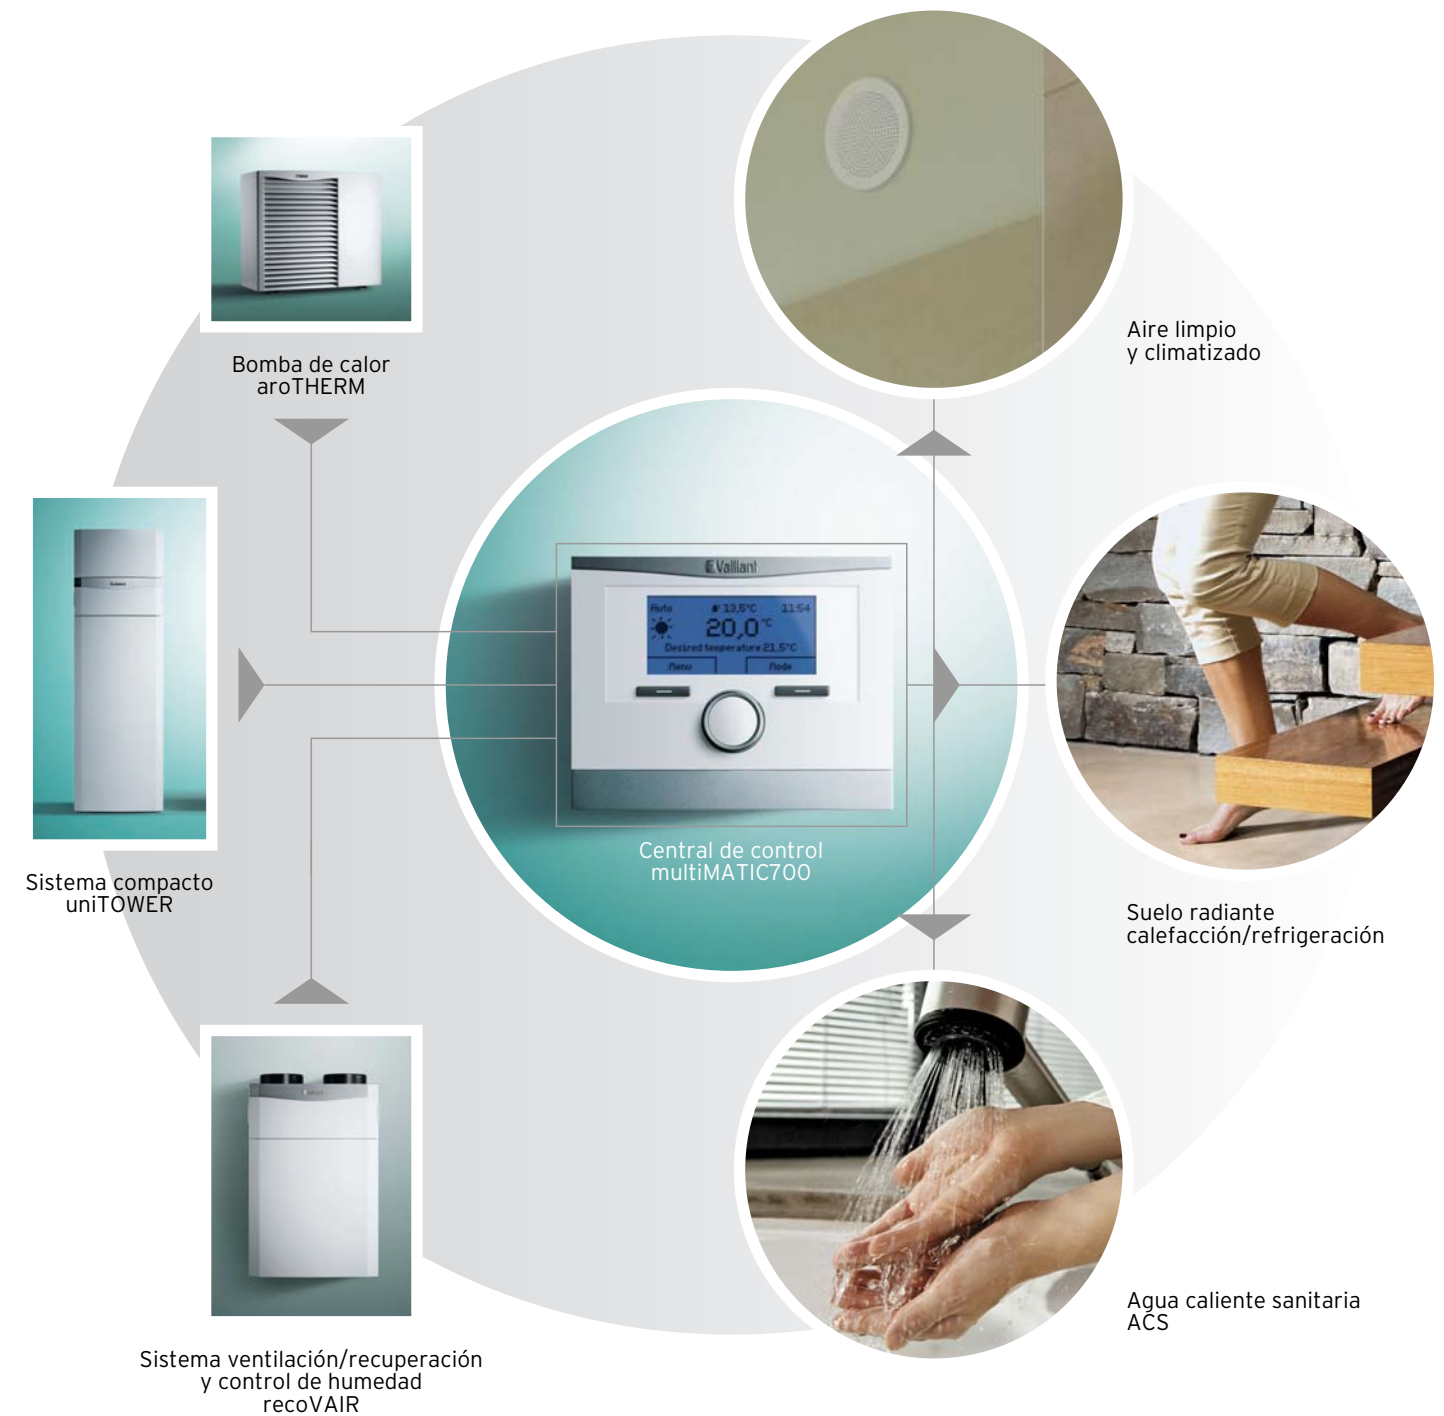 Aire limpio
y climatizado
Bomba de calor
aroTHERM
Vaillant
Auto 13,5°C 11:54
20,0 °C
Desired temperature 21,5°C
Menu Mode
Central de control
multiMATIC700
Sistema compacto
uniTOWER
Suelo radiante
calefacción/refrigeración
Agua caliente sanitaria
ACS
Sistema ventilación/recuperación
y control de humedad
recoVAIR